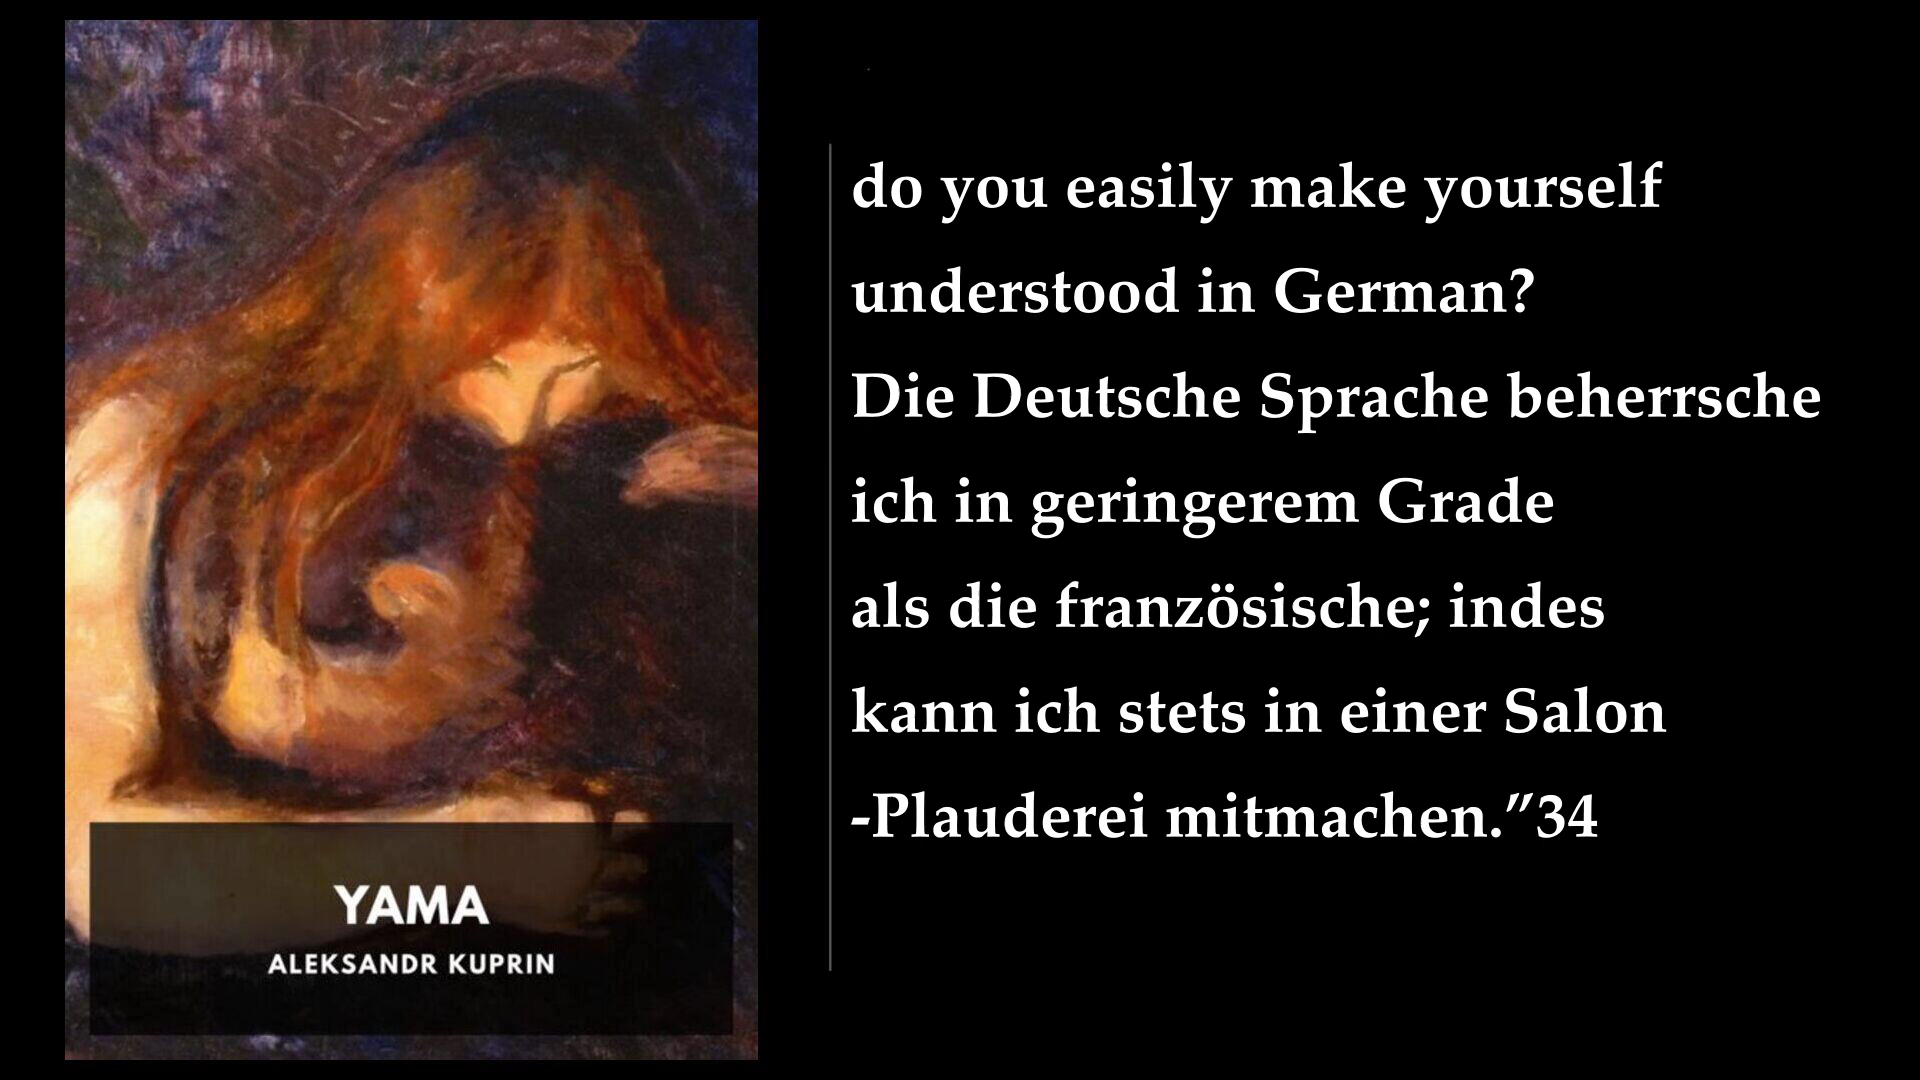 YAMA
ALEKSANDR KUPRIN
do you easily make yourself
understood in German?
Die Deutsche Sprache beherrsche
ich in geringerem Grade
als die französische; indes
kann ich stets in einer Salon
-Plauderei mitmachen.”34